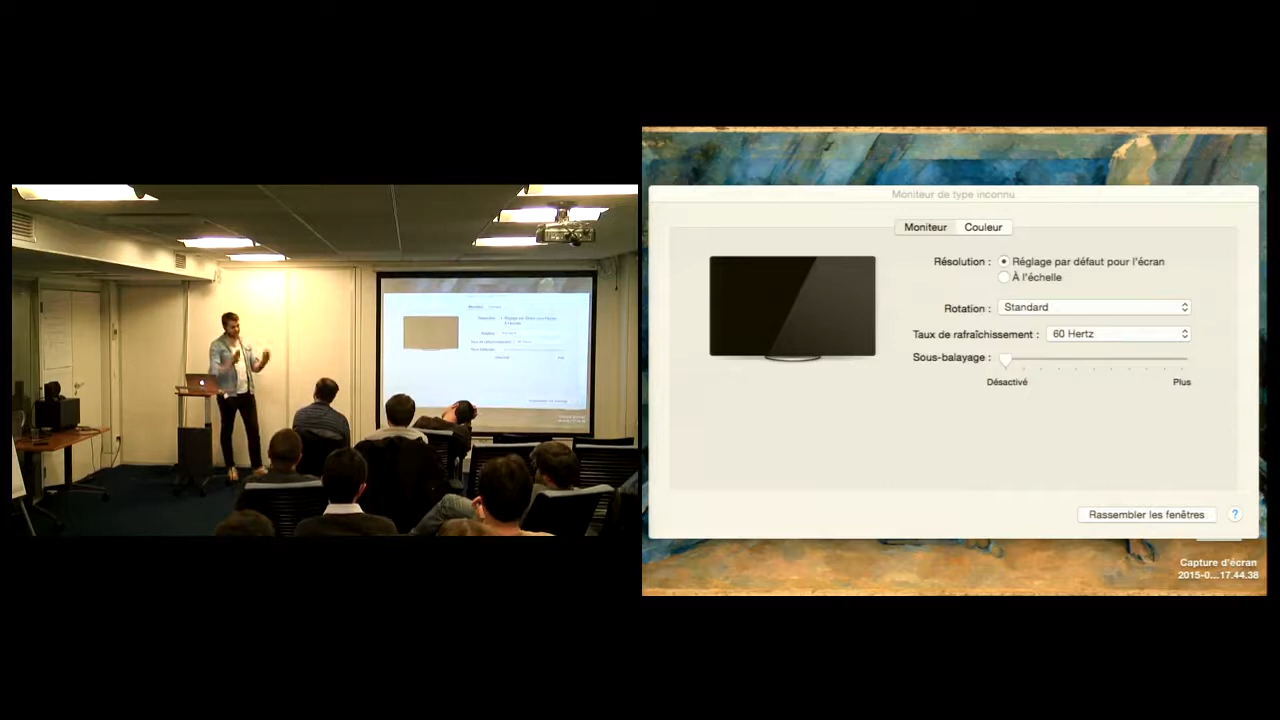 Moniteur de type inconnu
Moniteur Couleur
Résolution : Réglage par défaut pour l'écran
À l'échelle
Rotation : Standard
Taux de rafraîchissement : 60 Hertz
Sous-balayage :
Désactivé Plus
Rassembler les fenêtres ?
Capture d'écran
2015-0...17.44.38